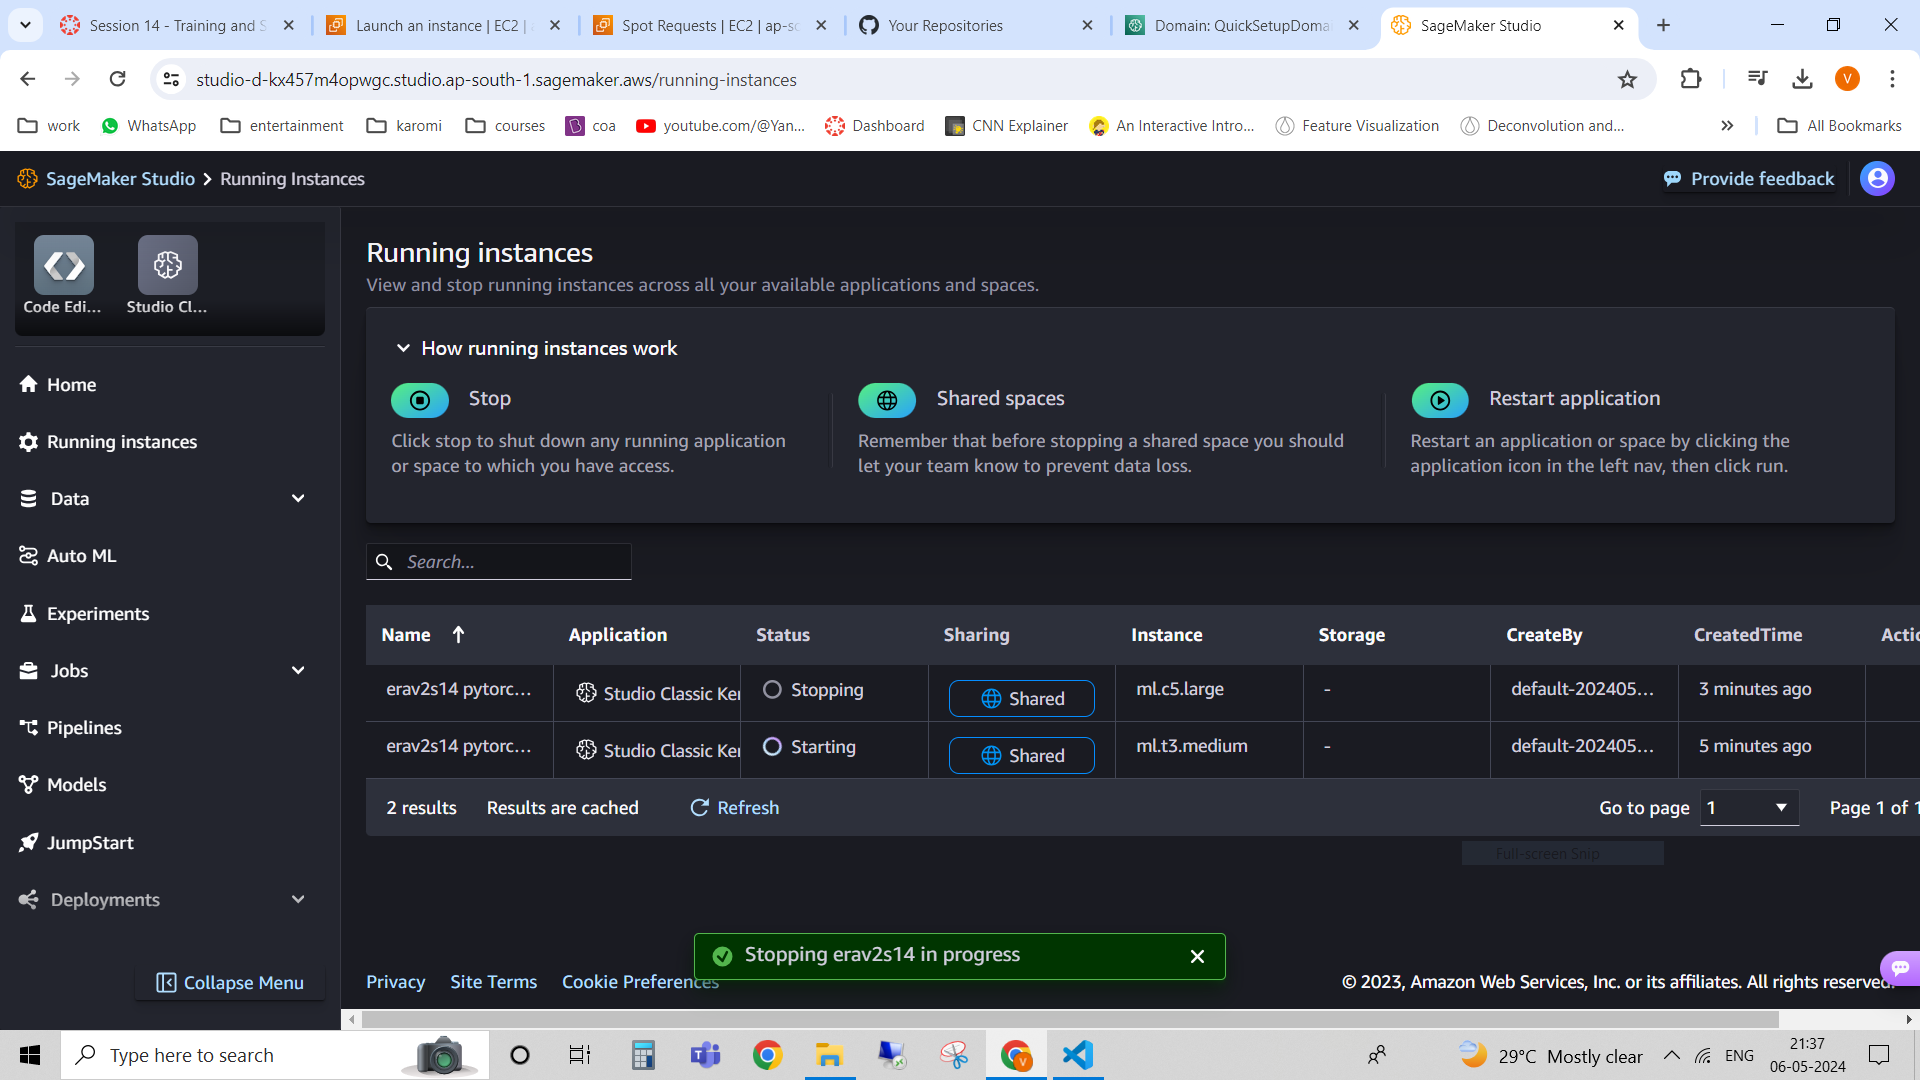 Session 14 - Training and S
Launch an instance | EC2 |
Spot Requests | EC2 | ap-so
Your Repositories
Domain: QuickSetupDomai
SageMaker Studio
studio-d-kx457m4opwgc.studio.ap-south-1.sagemaker.aws/running-instances
V
work
WhatsApp
entertainment
karomi
courses
coa
youtube.com/@Yan...
Dashboard
CNN Explainer
An Interactive Intro...
Feature Visualization
Deconvolution and...
All Bookmarks
SageMaker Studio > Running Instances
Provide feedback
Code Edi...
Studio Cl...
Home
Running instances
Data
Auto ML
Experiments
Jobs
Pipelines
Models
JumpStart
Deployments
Collapse Menu
Running instances
View and stop running instances across all your available applications and spaces.
How running instances work
Stop
Click stop to shut down any running application
or space to which you have access.
Shared spaces
Remember that before stopping a shared space you should
let your team know to prevent data loss.
Restart application
Restart an application or space by clicking the
application icon in the left nav, then click run.
Search...
Name Application Status Sharing Instance Storage CreateBy CreatedTime Actio
erav2s14 pytorc... Studio Classic Ker Stopping Shared ml.c5.large - default-202405... 3 minutes ago
erav2s14 pytorc... Studio Classic Ker Starting Shared ml.t3.medium - default-202405... 5 minutes ago
2 results Results are cached Refresh Go to page 1 Page 1 of 1
Full-screen Snip
Stopping erav2s14 in progress
Privacy Site Terms Cookie Preferences
© 2023, Amazon Web Services, Inc. or its affiliates. All rights reserved.
Type here to search
29°C Mostly clear
ENG
21:37
06-05-2024